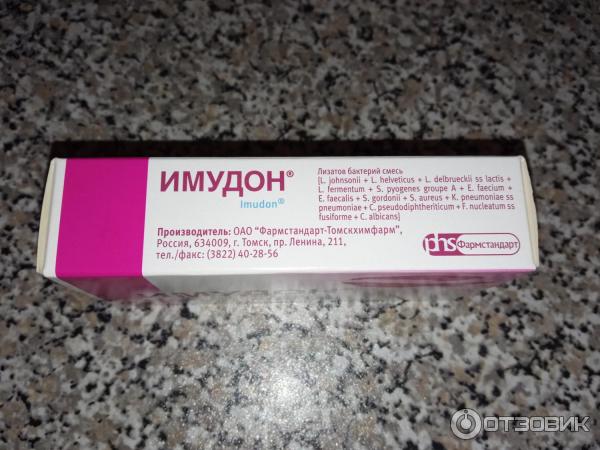 ИМУДОН®
Imudon®
Лизатов бактерий смесь
[L. johnsonii + L. helveticus + L. delbrueckii ss lactis +
L. fermentum + S. pyogenes groupe A + E. faecium +
E. faecalis + S. gordonii + S. aureus + K. pneumoniae ss
pneumoniae + C. pseudodiphtheriticum + F. nucleatum ss
fusiforme + C. albicans]
Производитель: ОАО "Фармстандарт-Томскхимфарм",
Россия, 634009, г. Томск, пр. Ленина, 211,
тел./факс: (3822) 40-28-56
phs Фармстандарт
ОТЗОВИК